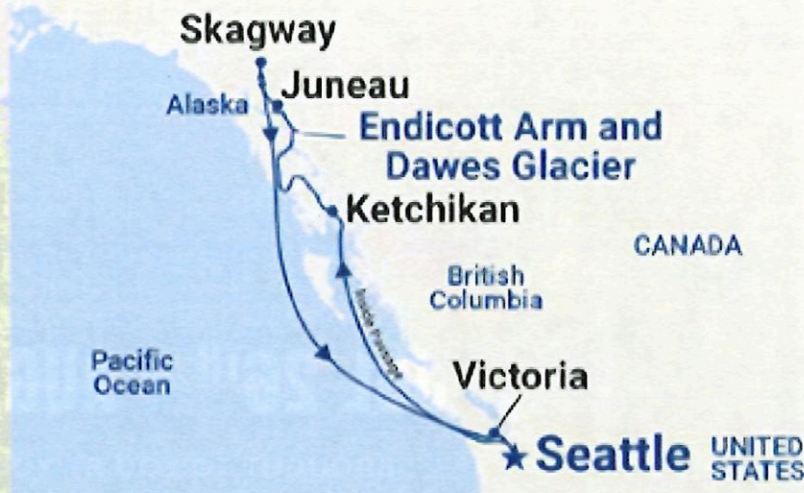 Skagway
Juneau
Alaska
Endicott Arm and
Dawes Glacier
Ketchikan
CANADA
British
Columbia
Inside Passage
Pacific
Ocean
Victoria
Seattle
UNITED
STATES